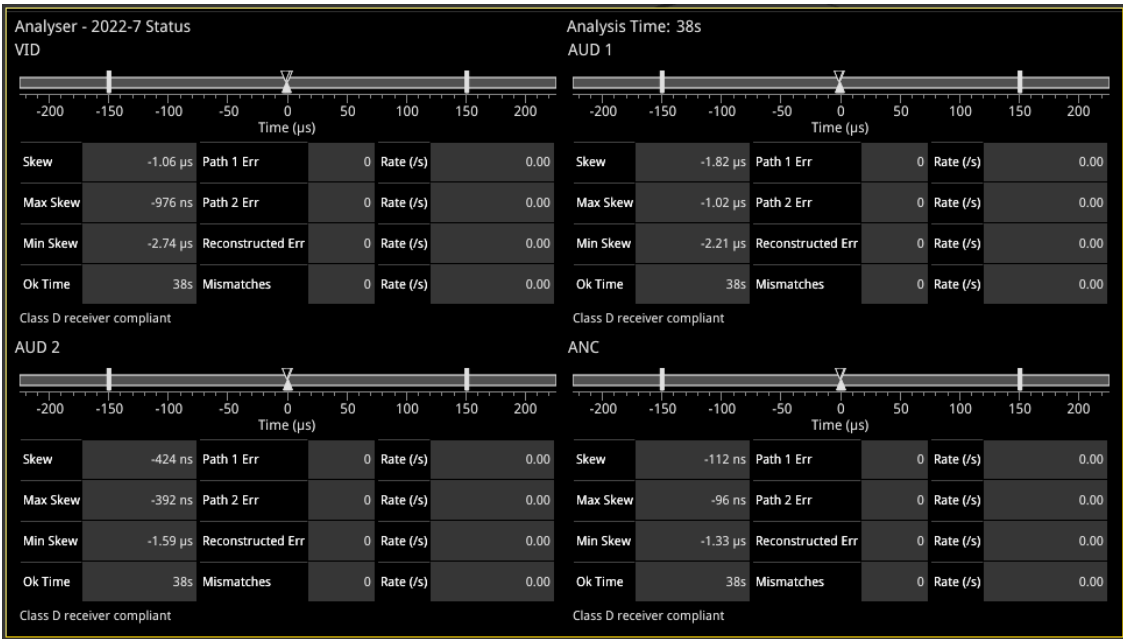 Analyser - 2022-7 Status
Analysis Time: 38s
VID
-200 -150 -100 -50 0 50 100 150 200
Time (µs)
Skew -1.06 µs Path 1 Err 0 Rate (/s) 0.00
Max Skew -976 ns Path 2 Err 0 Rate (/s) 0.00
Min Skew -2.74 µs Reconstructed Err 0 Rate (/s) 0.00
Ok Time 38s Mismatches 0 Rate (/s) 0.00
Class D receiver compliant
AUD 1
-200 -150 -100 -50 0 50 100 150 200
Time (µs)
Skew -1.82 µs Path 1 Err 0 Rate (/s) 0.00
Max Skew -1.02 µs Path 2 Err 0 Rate (/s) 0.00
Min Skew -2.21 µs Reconstructed Err 0 Rate (/s) 0.00
Ok Time 38s Mismatches 0 Rate (/s) 0.00
Class D receiver compliant
AUD 2
-200 -150 -100 -50 0 50 100 150 200
Time (µs)
Skew -424 ns Path 1 Err 0 Rate (/s) 0.00
Max Skew -392 ns Path 2 Err 0 Rate (/s) 0.00
Min Skew -1.59 µs Reconstructed Err 0 Rate (/s) 0.00
Ok Time 38s Mismatches 0 Rate (/s) 0.00
Class D receiver compliant
ANC
-200 -150 -100 -50 0 50 100 150 200
Time (µs)
Skew -112 ns Path 1 Err 0 Rate (/s) 0.00
Max Skew -96 ns Path 2 Err 0 Rate (/s) 0.00
Min Skew -1.33 µs Reconstructed Err 0 Rate (/s) 0.00
Ok Time 38s Mismatches 0 Rate (/s) 0.00
Class D receiver compliant